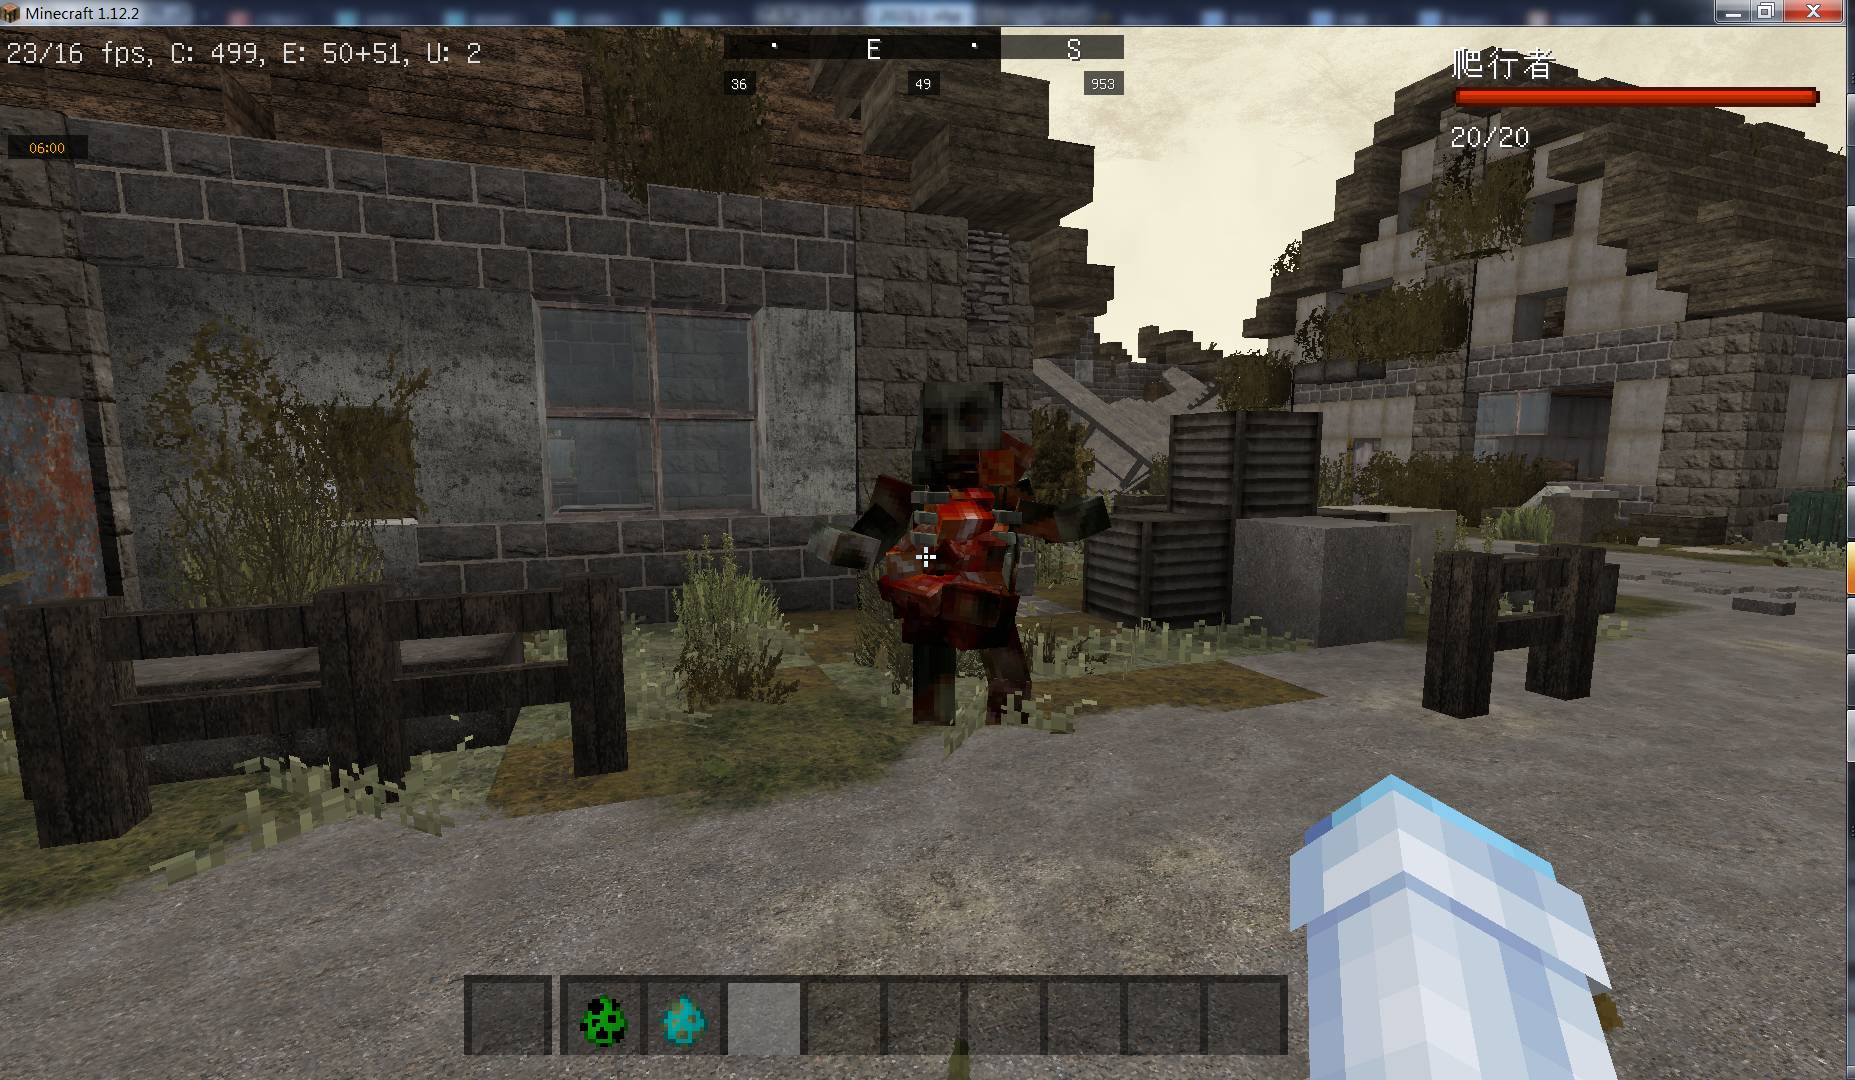 Minecraft 1.12.2
23/16 fps, C: 499, E: 50+51, U: 2
E S
36 49 953
爬行者
20/20
06:00